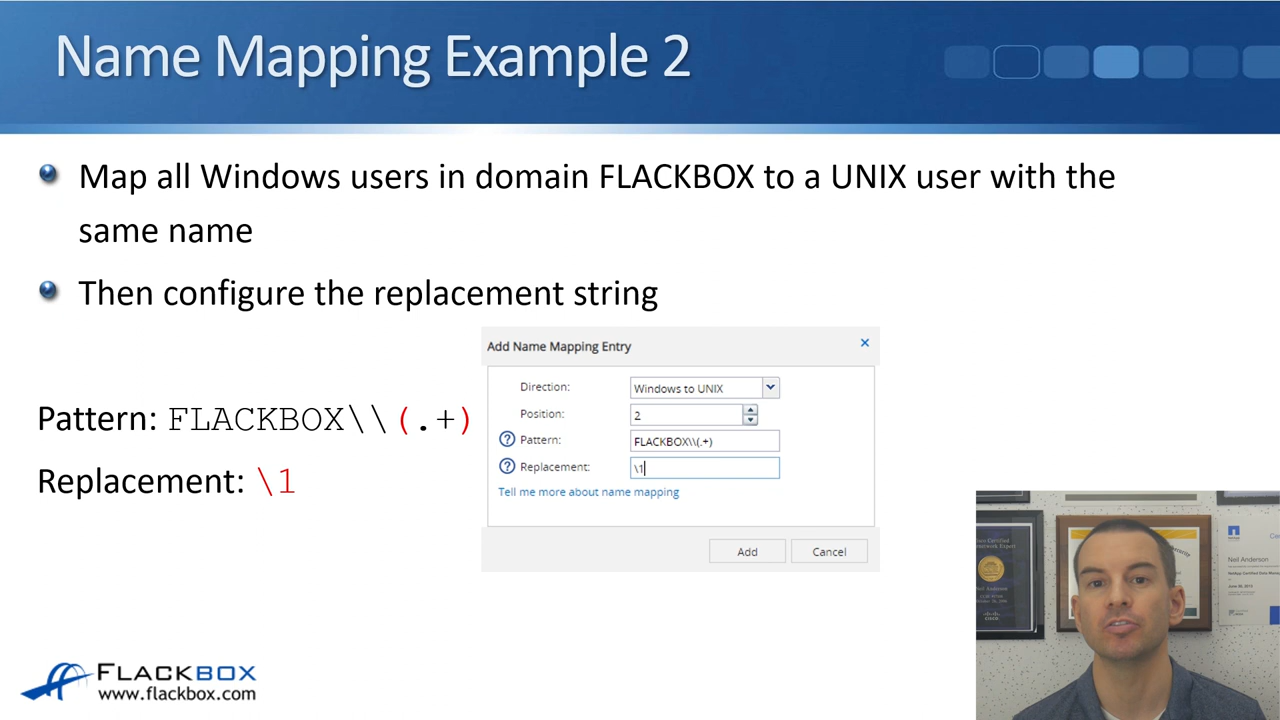 Name Mapping Example 2
Map all Windows users in domain FLACKBOX to a UNIX user with the
same name
Then configure the replacement string
Pattern: FLACKBOX\\(.+)
Replacement: \1
Add Name Mapping Entry
Direction: Windows to UNIX
Position: 2
Pattern: FLACKBOX\\(.+)
Replacement: \1
Tell me more about name mapping
Add Cancel
FLACKBOX
www.flackbox.com
Neil Anderson